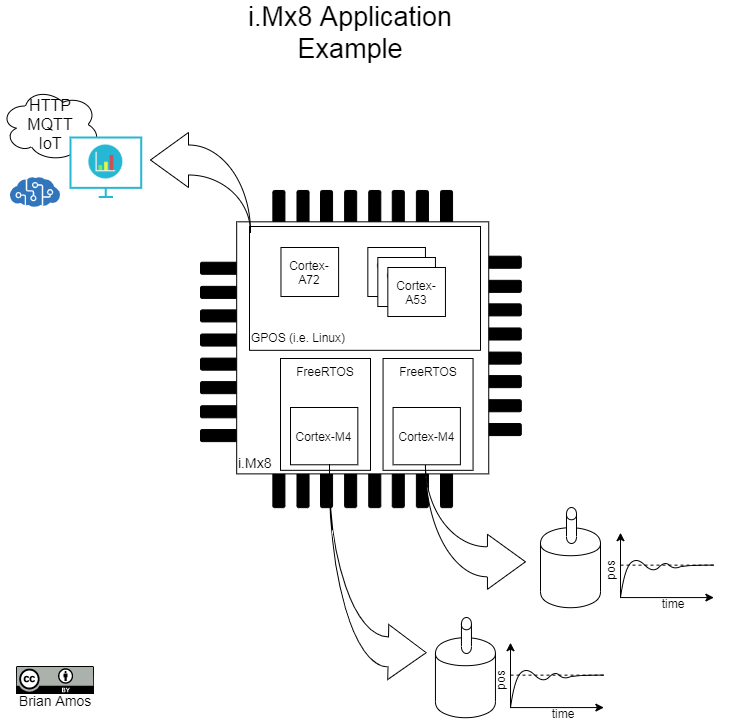 i.Mx8 Application
Example
HTTP
MQTT
IoT
Cortex-
A72
Cortex-
A53
GPOS (i.e. Linux)
FreeRTOS
FreeRTOS
Cortex-M4
Cortex-M4
i.Mx8
pos
time
pos
time
cc
BY
Brian Amos